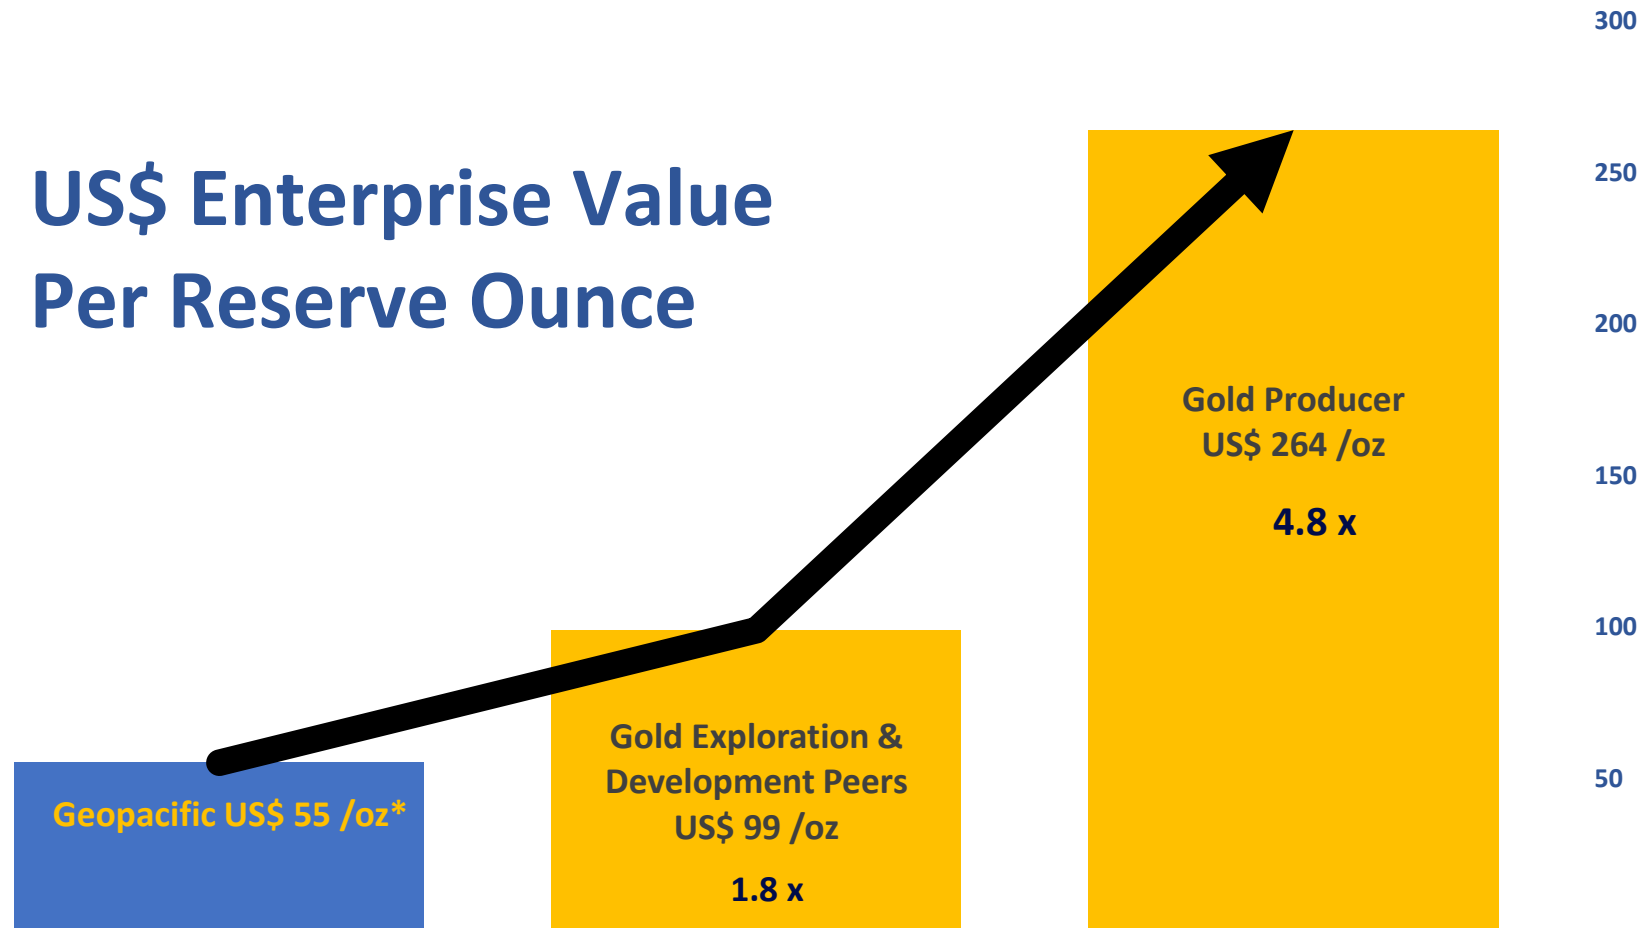 US$ Enterprise Value
Per Reserve Ounce
Geopacific US$ 55 /oz*
Gold Exploration &
Development Peers
US$ 99 /oz
1.8 x
Gold Producer
US$ 264 /oz
4.8 x
300
250
200
150
100
50